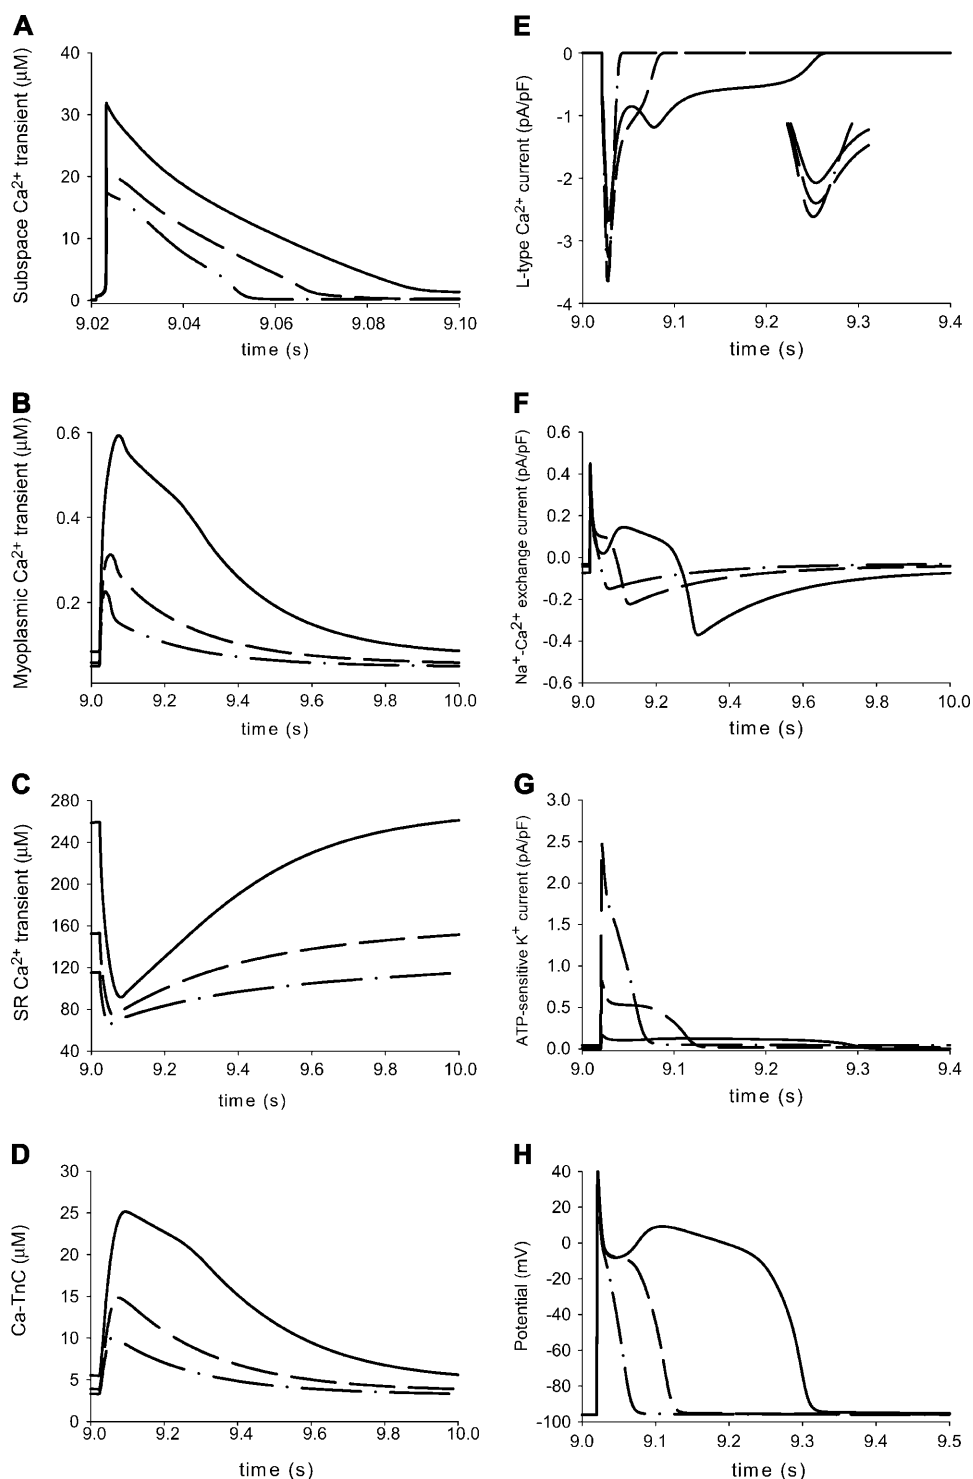 A
Subspace Ca2+ transient (μM)
40
30
20
10
0
9.02 9.04 9.06 9.08 9.10
time (s)
E
L-type Ca2+ current (pA/pF)
0
-1
-2
-3
-4
9.0 9.1 9.2 9.3 9.4
time (s)
B
Myoplasmic Ca2+ transient (μM)
0.6
0.4
0.2
9.0 9.2 9.4 9.6 9.8 10.0
time (s)
F
Na+-Ca2+ exchange current (pA/pF)
0.6
0.4
0.2
0.0
-0.2
-0.4
-0.6
9.0 9.2 9.4 9.6 9.8 10.0
time (s)
C
SR Ca2+ transient (μM)
280
240
200
160
120
80
40
9.0 9.2 9.4 9.6 9.8 10.0
time (s)
G
ATP-sensitive K+ current (pA/pF)
3.0
2.5
2.0
1.5
1.0
0.5
0.0
9.0 9.1 9.2 9.3 9.4
time (s)
D
Ca-TnC (μM)
30
25
20
15
10
5
0
9.0 9.2 9.4 9.6 9.8 10.0
time (s)
H
Potential (mV)
40
20
0
-20
-40
-60
-80
-100
9.0 9.1 9.2 9.3 9.4 9.5
time (s)